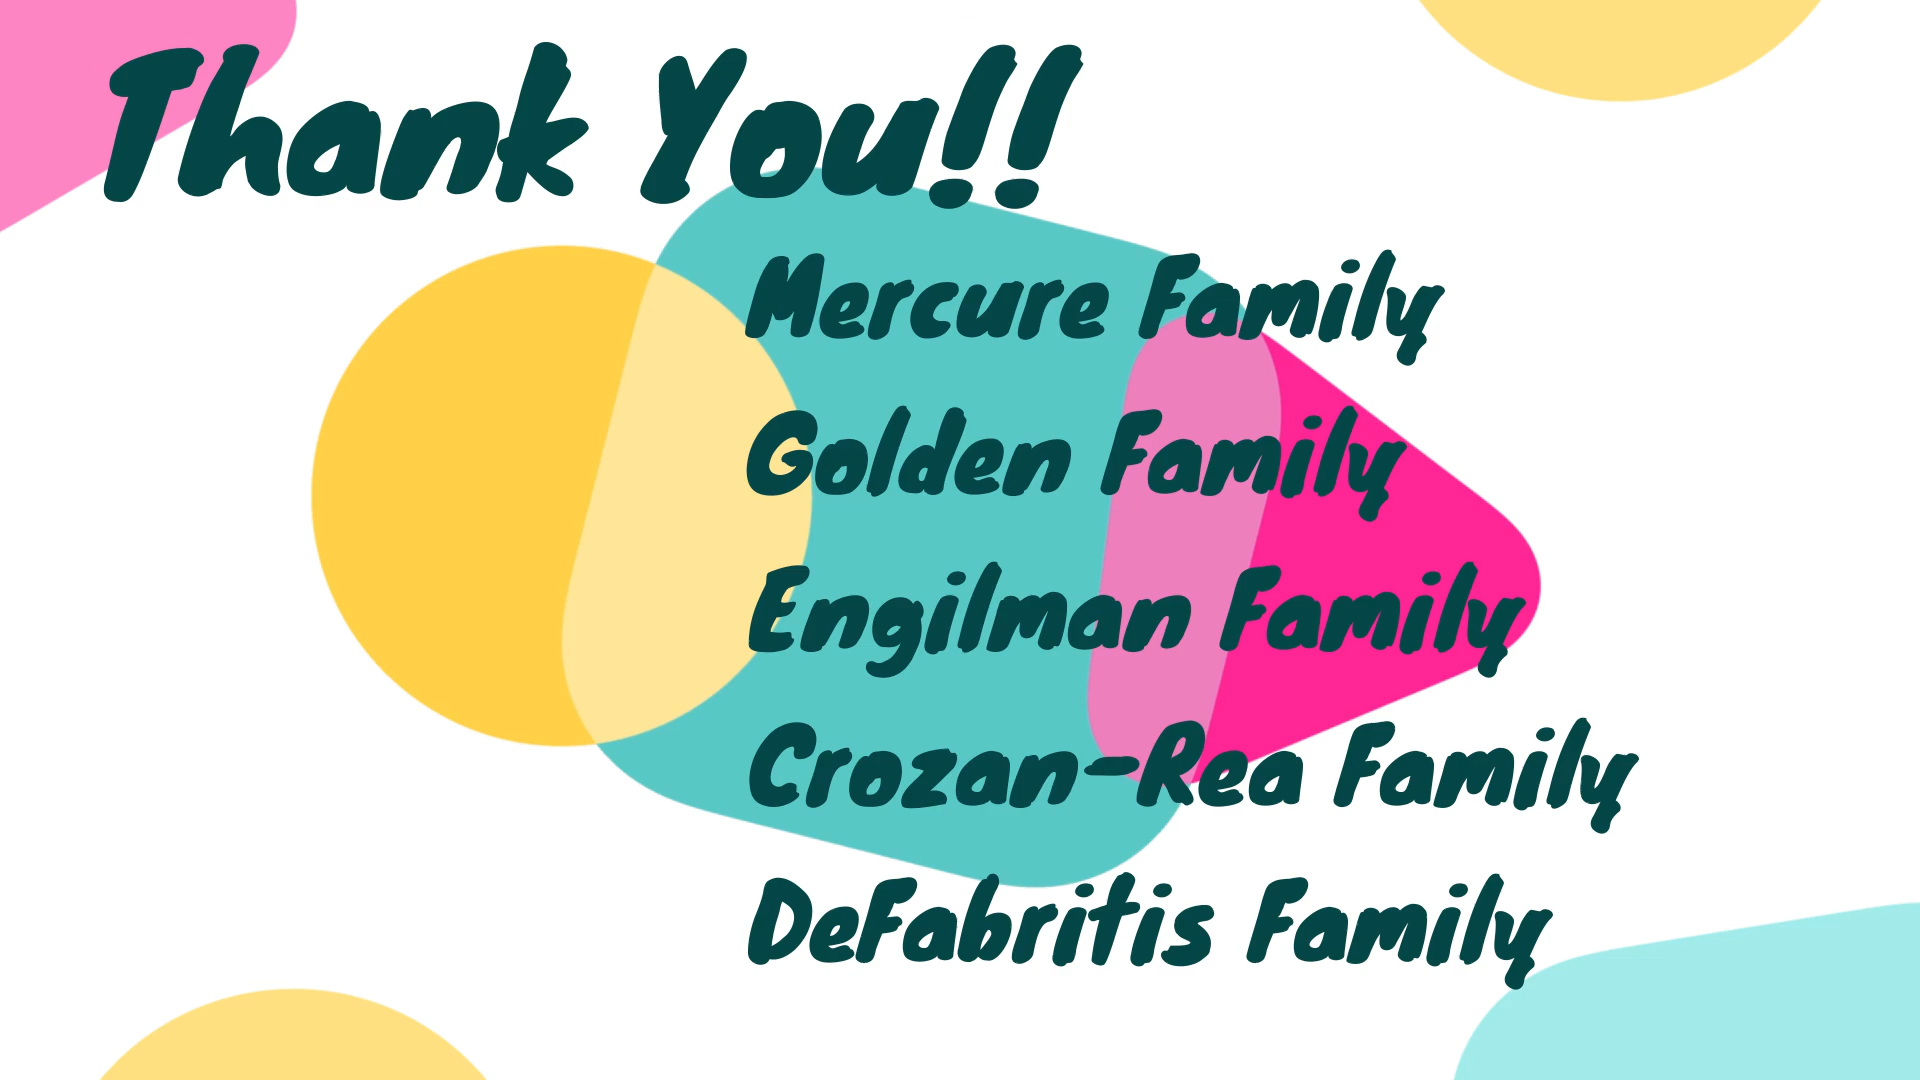 Thank You!!
Mercure Family
Golden Family
Engilman Family
Crozan-Rea Family
DeFabritis Family